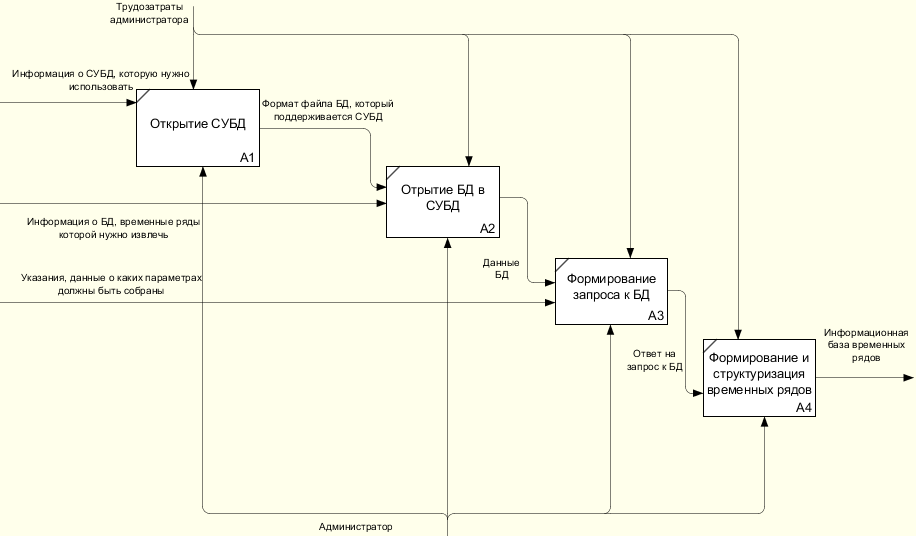 Трудозатраты
администратора
Информация о СУБД, которую нужно
использовать
Открытие СУБД
A1
Формат файла БД, который
поддерживается СУБД
Отрытие БД в
СУБД
A2
Информация о БД, временные ряды
которой нужно извлечь
Данные
БД
Указания, данные о каких параметрах
должны быть собраны
Формирование
запроса к БД
A3
Ответ на
запрос к БД
Формирование и
структуризация
временных рядов
A4
Информационная
база временных
рядов
Администратор